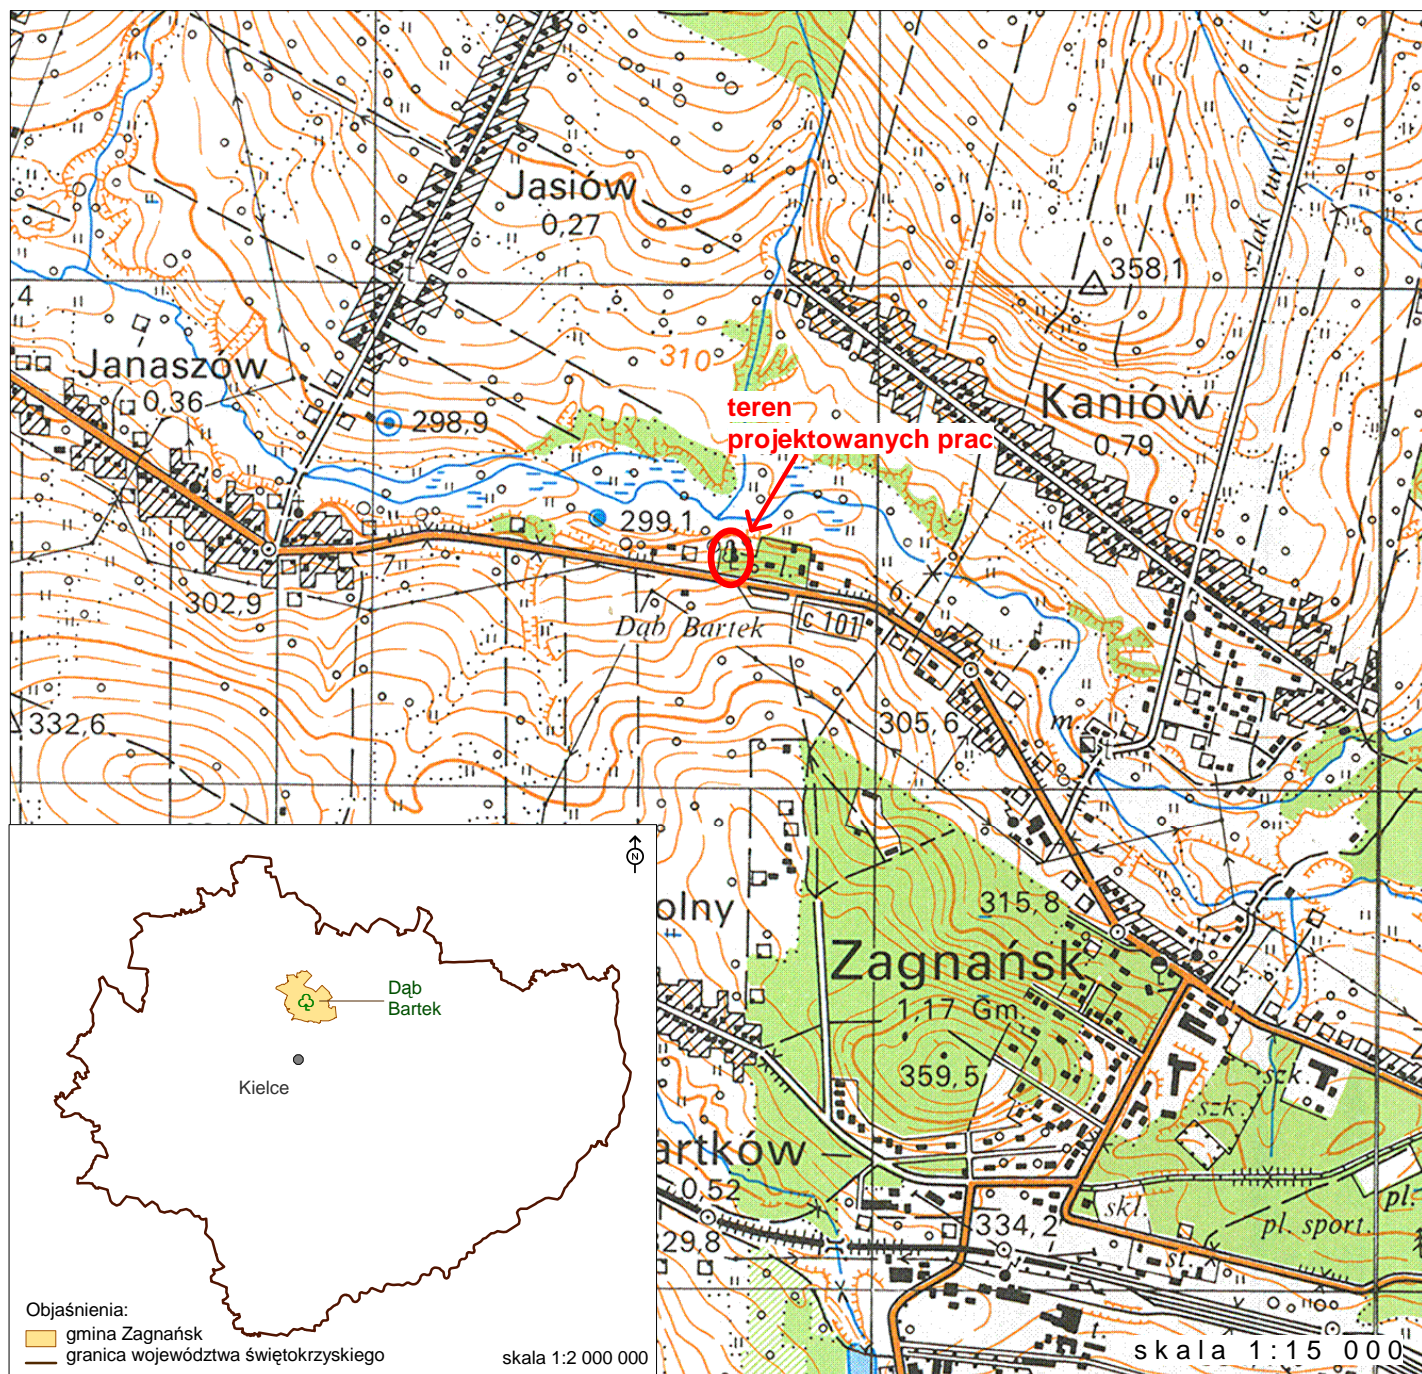 szlak turystyczny
Jasiów
0,27
358,1
,4
Janaszów
0,36
310
298,9
Kaniów
0,79
teren
projektowanych prac
299,1
302,9
Dąb Bartek
C 101
6
305,6
m.
332,6
olny
315,8
Zagnańsk
1,17 Gm.
359,5
szk.
szk.
artków
0,52
skl.
pl.
pl. sport.
334,2
29,8
st.
t.
skala 1:15 000
N
Dąb
Bartek
Kielce
Objaśnienia:
gmina Zagnańsk
granica województwa świętokrzyskiego
skala 1:2 000 000